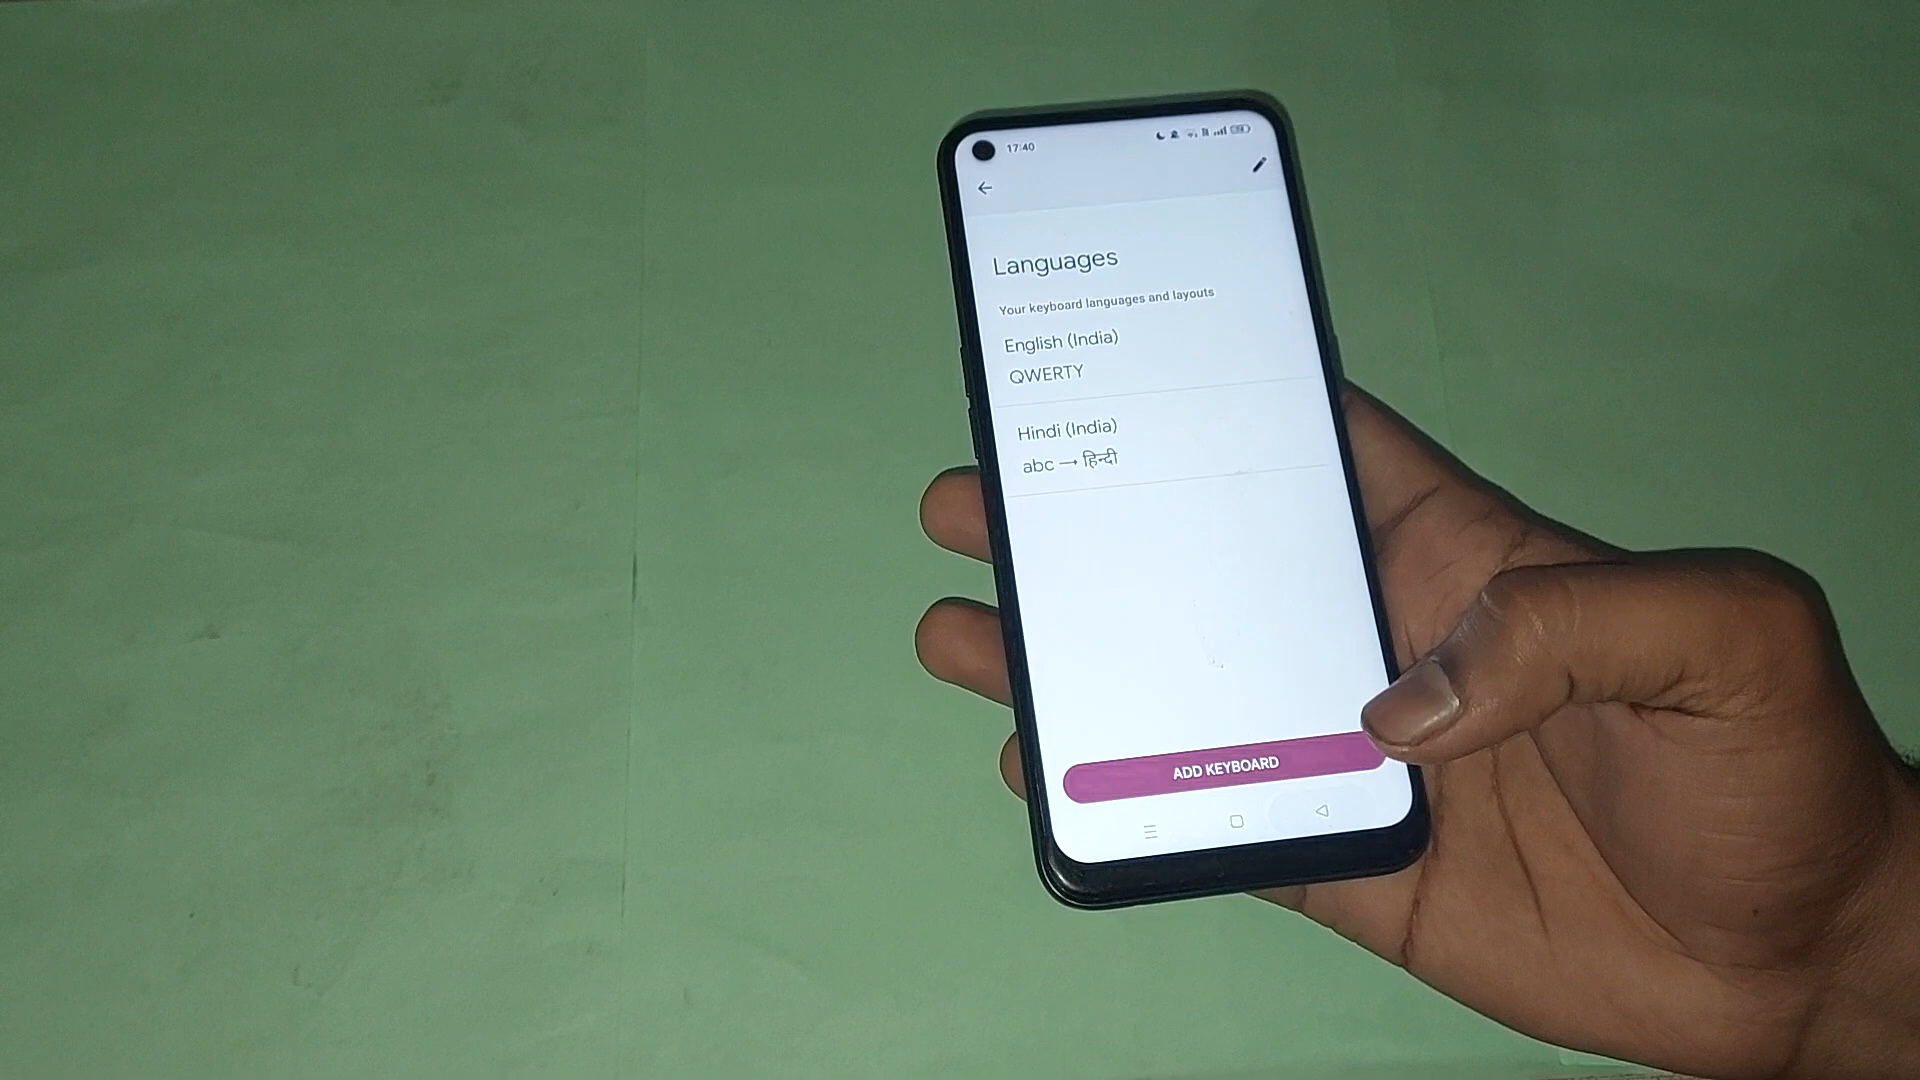 17:40
Languages
Your keyboard languages and layouts
English (India)
QWERTY
Hindi (India)
abc → हिन्दी
ADD KEYBOARD